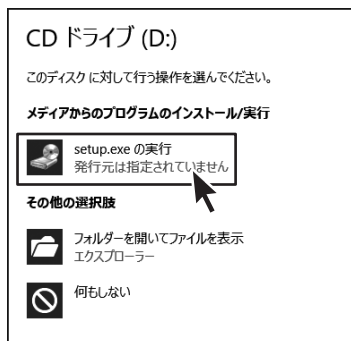 CD ドライブ (D:)
このディスク に対して行う操作を選んでください。
メディアからのプログラムのインストール/実行
setup.exe の実行
発行元は指定されていません
その他の選択肢
フォルダーを開いてファイルを表示
エクスプローラー
何もしない